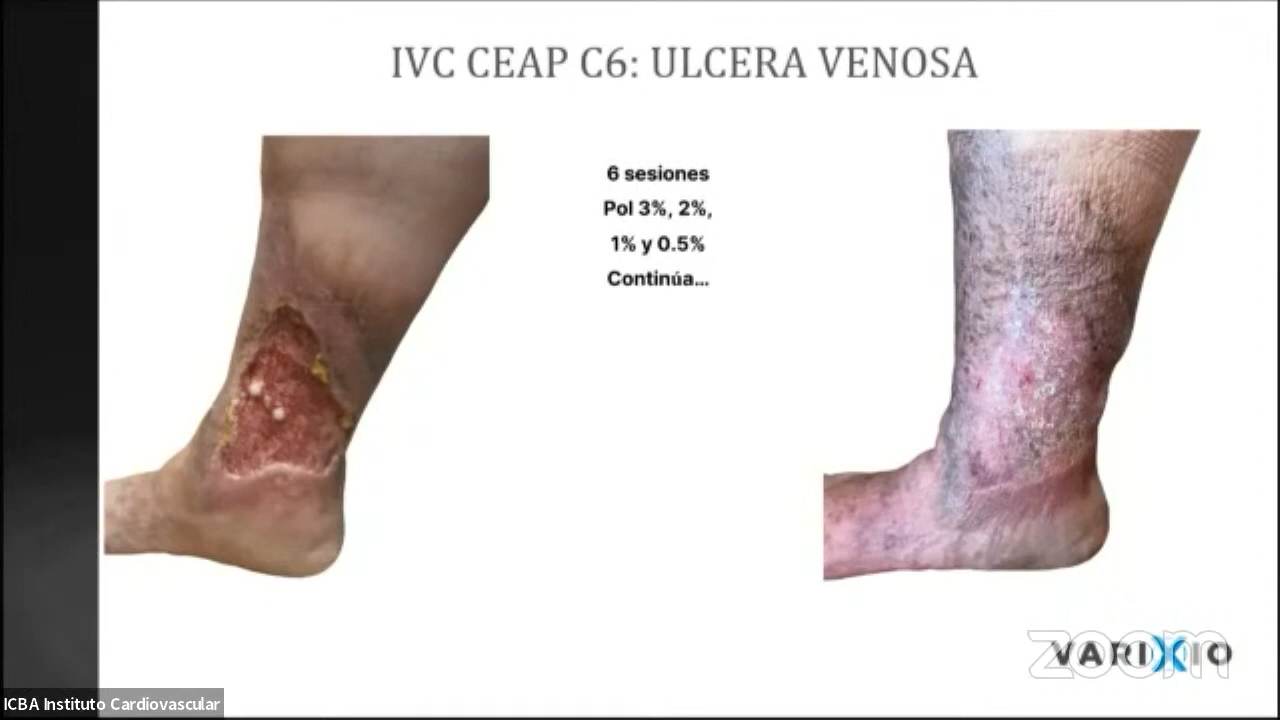 IVC CEAP C6: ULCERA VENOSA
6 sesiones
Pol 3%, 2%,
1% y 0.5%
Continúa...
zoom
VARIXIO
ICBA Instituto Cardiovascular